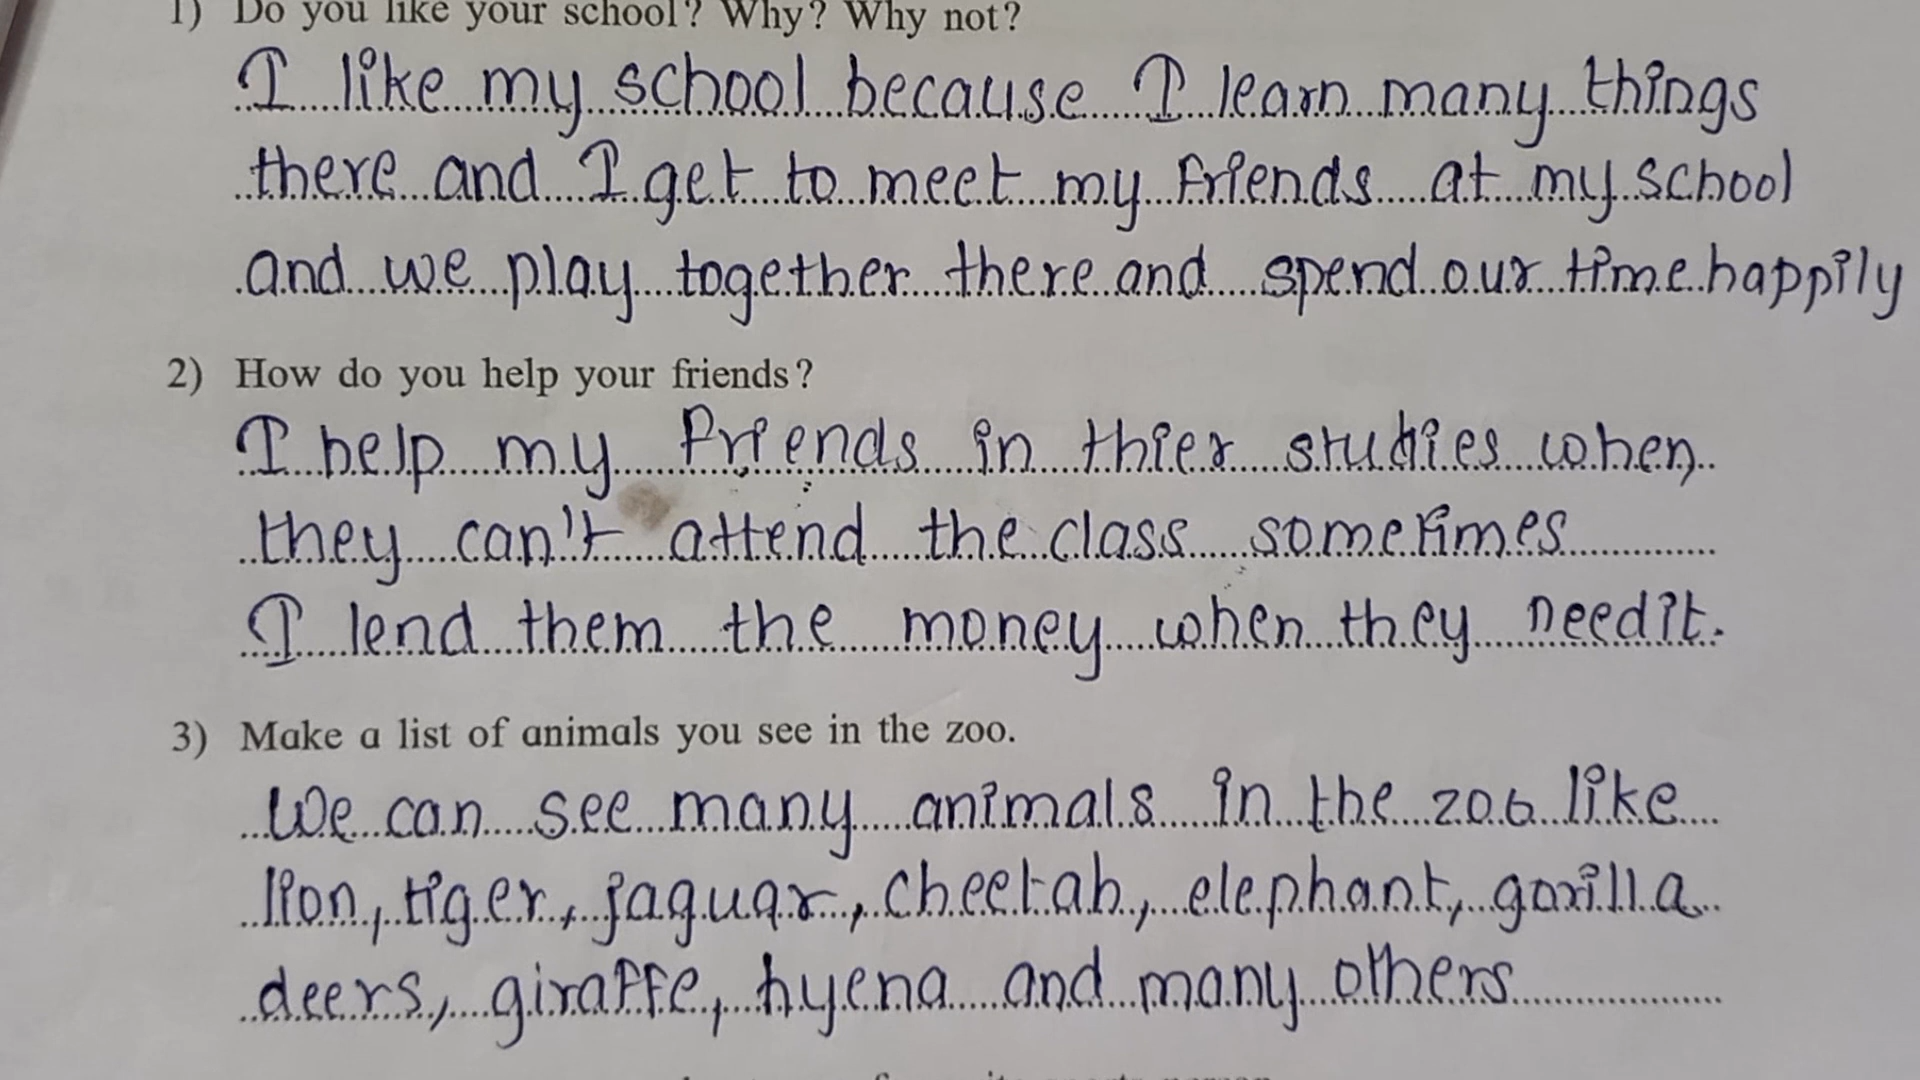 1) Do you like your school? Why? Why not?
I like my school because I learn many things
there and I get to meet my friends at my school
and we play together there and spend our time happily
2) How do you help your friends?
I help my friends in thier studies when
they can't attend the class sometimes
I lend them the money when they need it.
3) Make a list of animals you see in the zoo.
We can see many animals in the zoo like
lion, tiger, jaguar, cheetah, elephant, gorilla
deers, giraffe, hyena and many others